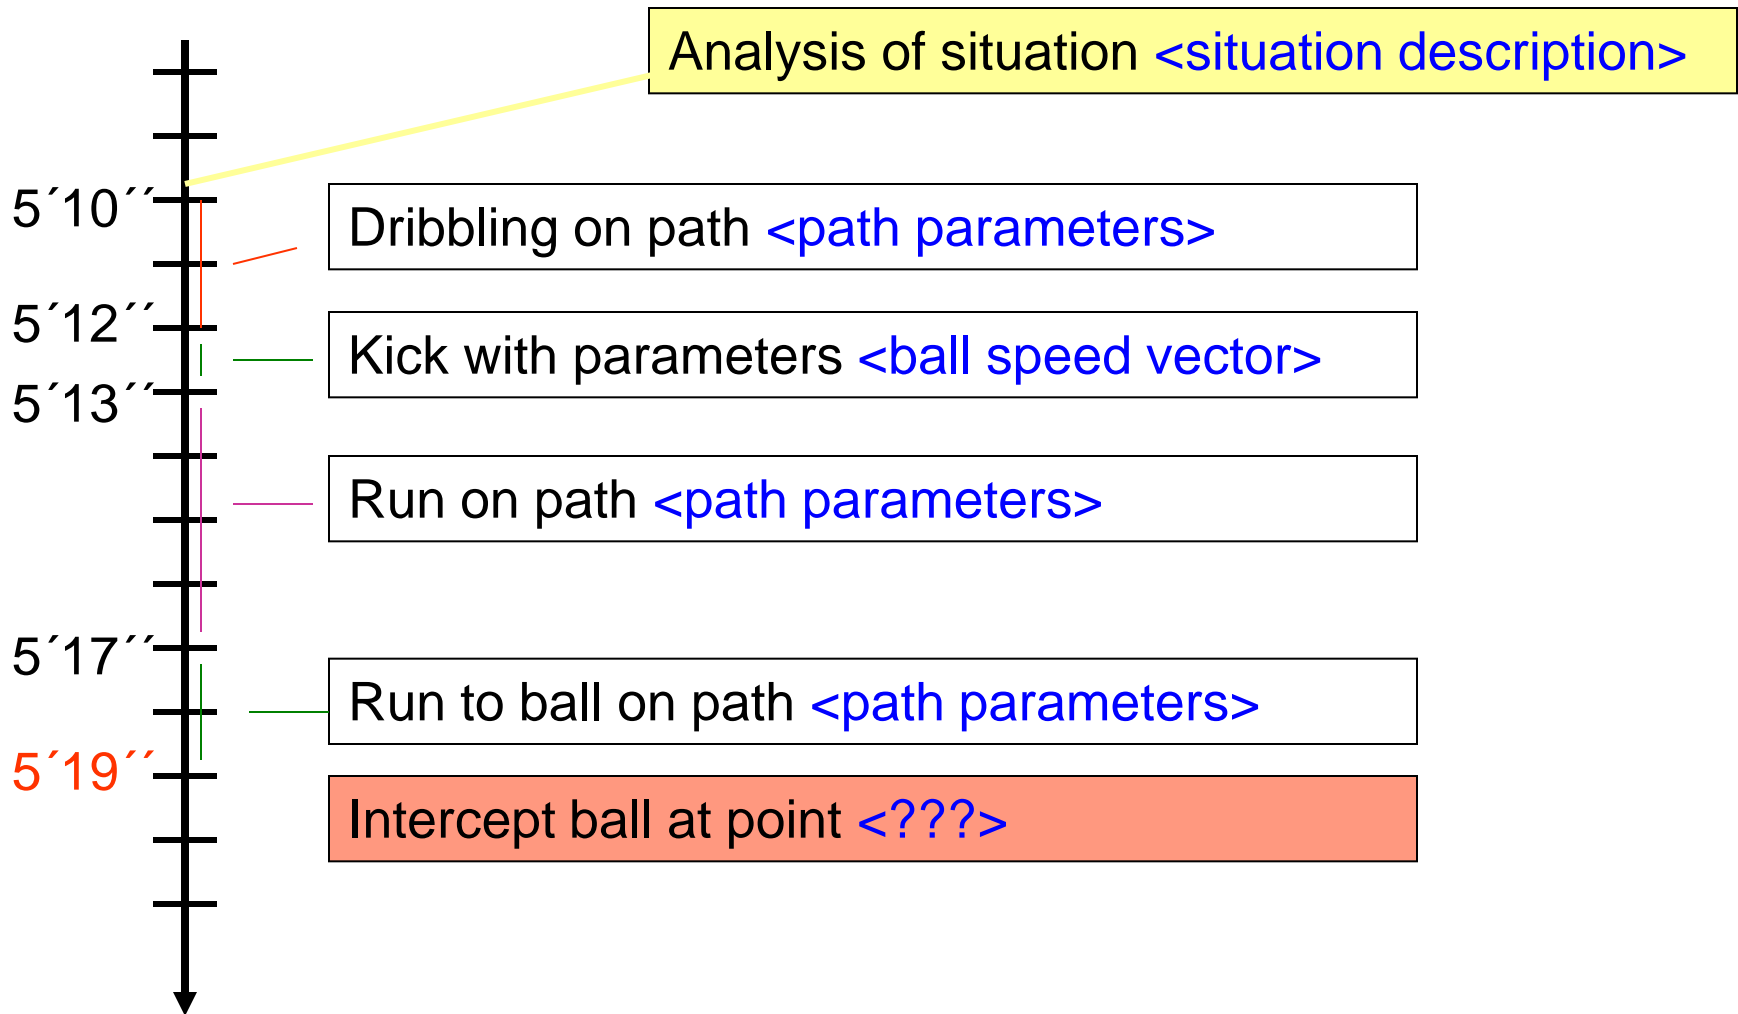 Analysis of situation <situation description>
5´10´´
Dribbling on path <path parameters>
5´12´´
Kick with parameters <ball speed vector>
5´13´´
Run on path <path parameters>
5´17´´
Run to ball on path <path parameters>
5´19´´
Intercept ball at point <???>